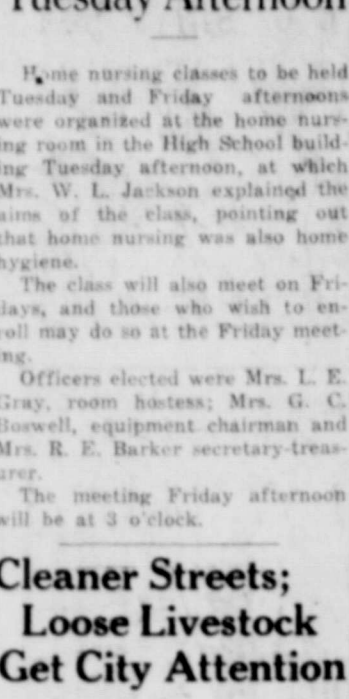 Tuesday Afternoon
Home nursing classes to be held
Tuesday and Friday afternoons
were organized at the home nurs-
ing room in the High School build-
ing Tuesday afternoon, at which
Mrs. W. L. Jackson explained the
aims of the class, pointing out
that home nursing was also home
hygiene.
The class will also meet on Fri-
days, and those who wish to en-
roll may do so at the Friday meet-
ing.
Officers elected were Mrs. L. E.
Gray, room hostess; Mrs. G. C.
Boswell, equipment chairman and
Mrs. R. E. Barker secretary-treas-
urer.
The meeting Friday afternoon
will be at 3 o'clock.
Cleaner Streets;
Loose Livestock
Get City Attention